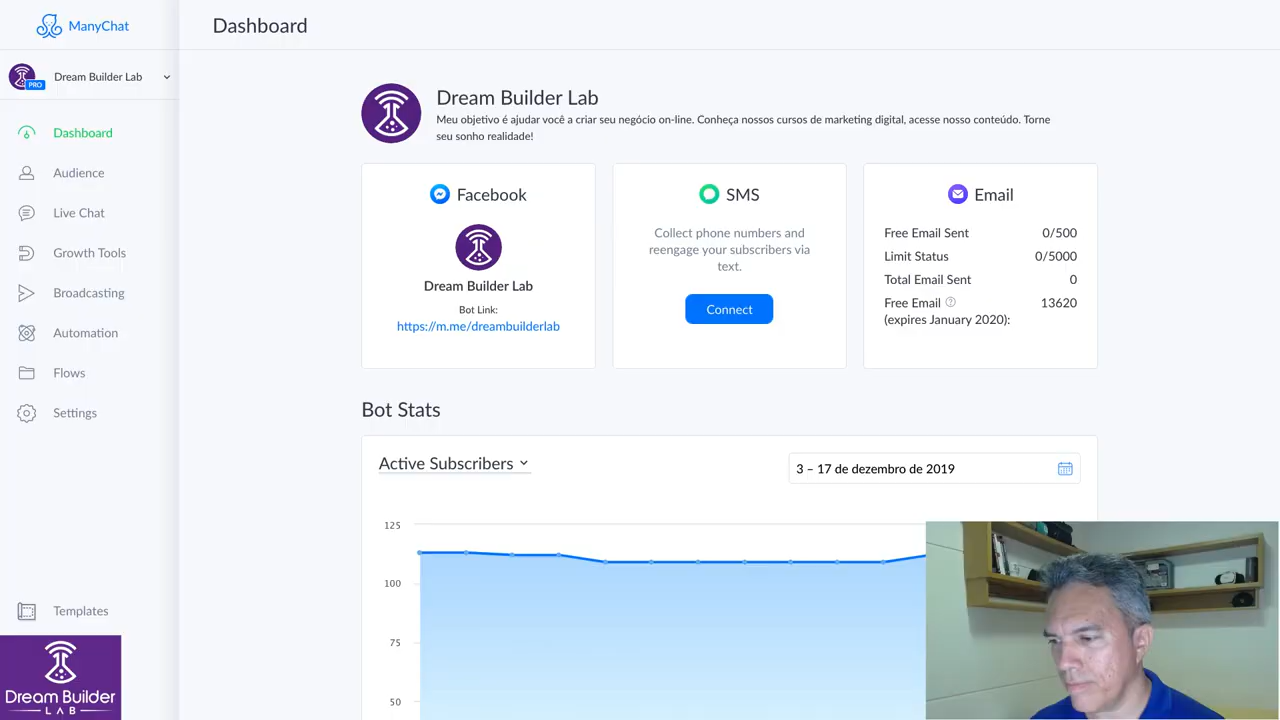 ManyChat
Dashboard
PRO
Dream Builder Lab
Dashboard
Audience
Live Chat
Growth Tools
Broadcasting
Automation
Flows
Settings
Templates
Dream Builder
LAB
Dream Builder Lab
Meu objetivo é ajudar você a criar seu negócio on-line. Conheça nossos cursos de marketing digital, acesse nosso conteúdo. Torne
seu sonho realidade!
Facebook
Dream Builder Lab
Bot Link:
https://m.me/dreambuilderlab
SMS
Collect phone numbers and
reengage your subscribers via
text.
Connect
Email
Free Email Sent 0/500
Limit Status 0/5000
Total Email Sent 0
Free Email ? 13620
(expires January 2020):
Bot Stats
Active Subscribers
3 – 17 de dezembro de 2019
125
100
75
50